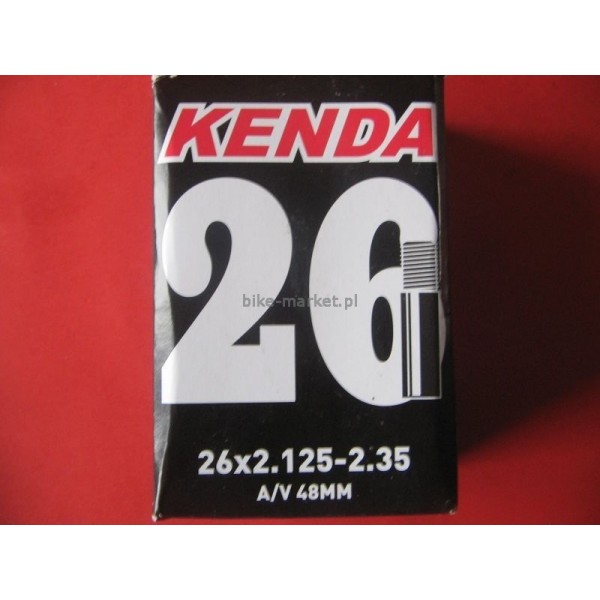 KENDA
26
bike-market.pl
26x2.125-2.35
A/V 48MM